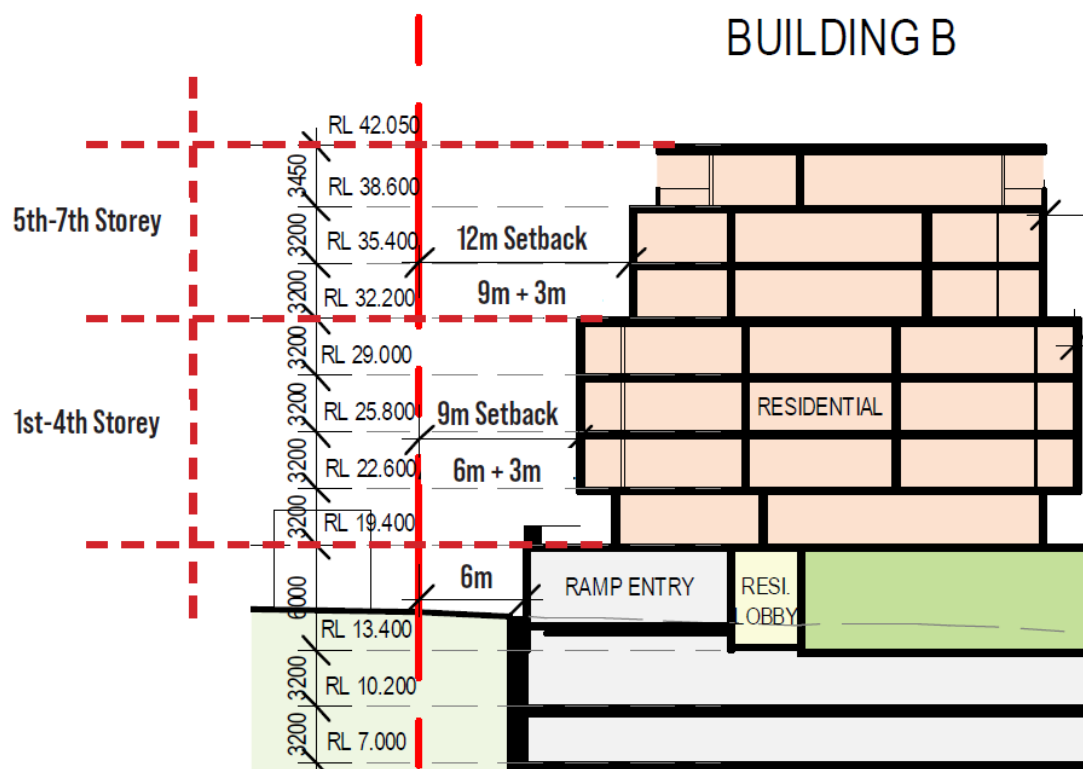 BUILDING B
RL 42.050
3450
RL 38.600
5th-7th Storey
3200
RL 35.400
12m Setback
3200
RL 32.200
9m + 3m
3200
RL 29.000
3200
RL 25.800
1st-4th Storey
9m Setback
RESIDENTIAL
3200
RL 22.600
6m + 3m
3200
RL 19.400
6m
6000
RAMP ENTRY
RESI.
LOBBY
RL 13.400
3200
RL 10.200
3200
RL 7.000